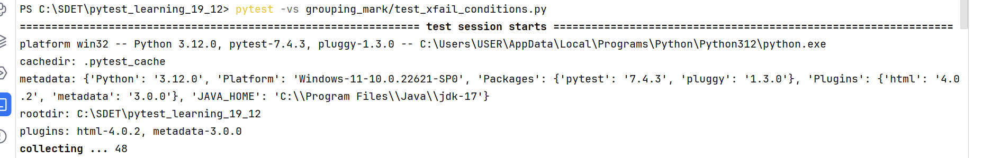 PS C:\SDET\pytest_learning_19_12> pytest -vs grouping_mark/test_xfail_conditions.py
=============================================================== test session starts ===============================================================
platform win32 -- Python 3.12.0, pytest-7.4.3, pluggy-1.3.0 -- C:\Users\USER\AppData\Local\Programs\Python\Python312\python.exe
cachedir: .pytest_cache
metadata: {'Python': '3.12.0', 'Platform': 'Windows-11-10.0.22621-SP0', 'Packages': {'pytest': '7.4.3', 'pluggy': '1.3.0'}, 'Plugins': {'html': '4.0
.2', 'metadata': '3.0.0'}, 'JAVA_HOME': 'C:\\Program Files\\Java\\jdk-17'}
rootdir: C:\SDET\pytest_learning_19_12
plugins: html-4.0.2, metadata-3.0.0
collecting ... 48